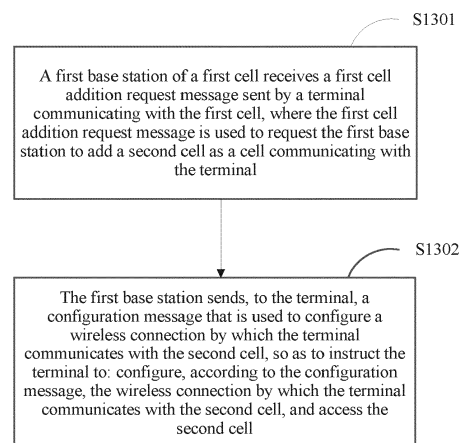 S1301
A first base station of a first cell receives a first cell
addition request message sent by a terminal
communicating with the first cell, where the first cell
addition request message is used to request the first base
station to add a second cell as a cell communicating with
the terminal
S1302
The first base station sends, to the terminal, a
configuration message that is used to configure a
wireless connection by which the terminal
communicates with the second cell, so as to instruct the
terminal to: configure, according to the configuration
message, the wireless connection by which the terminal
communicates with the second cell, and access the
second cell